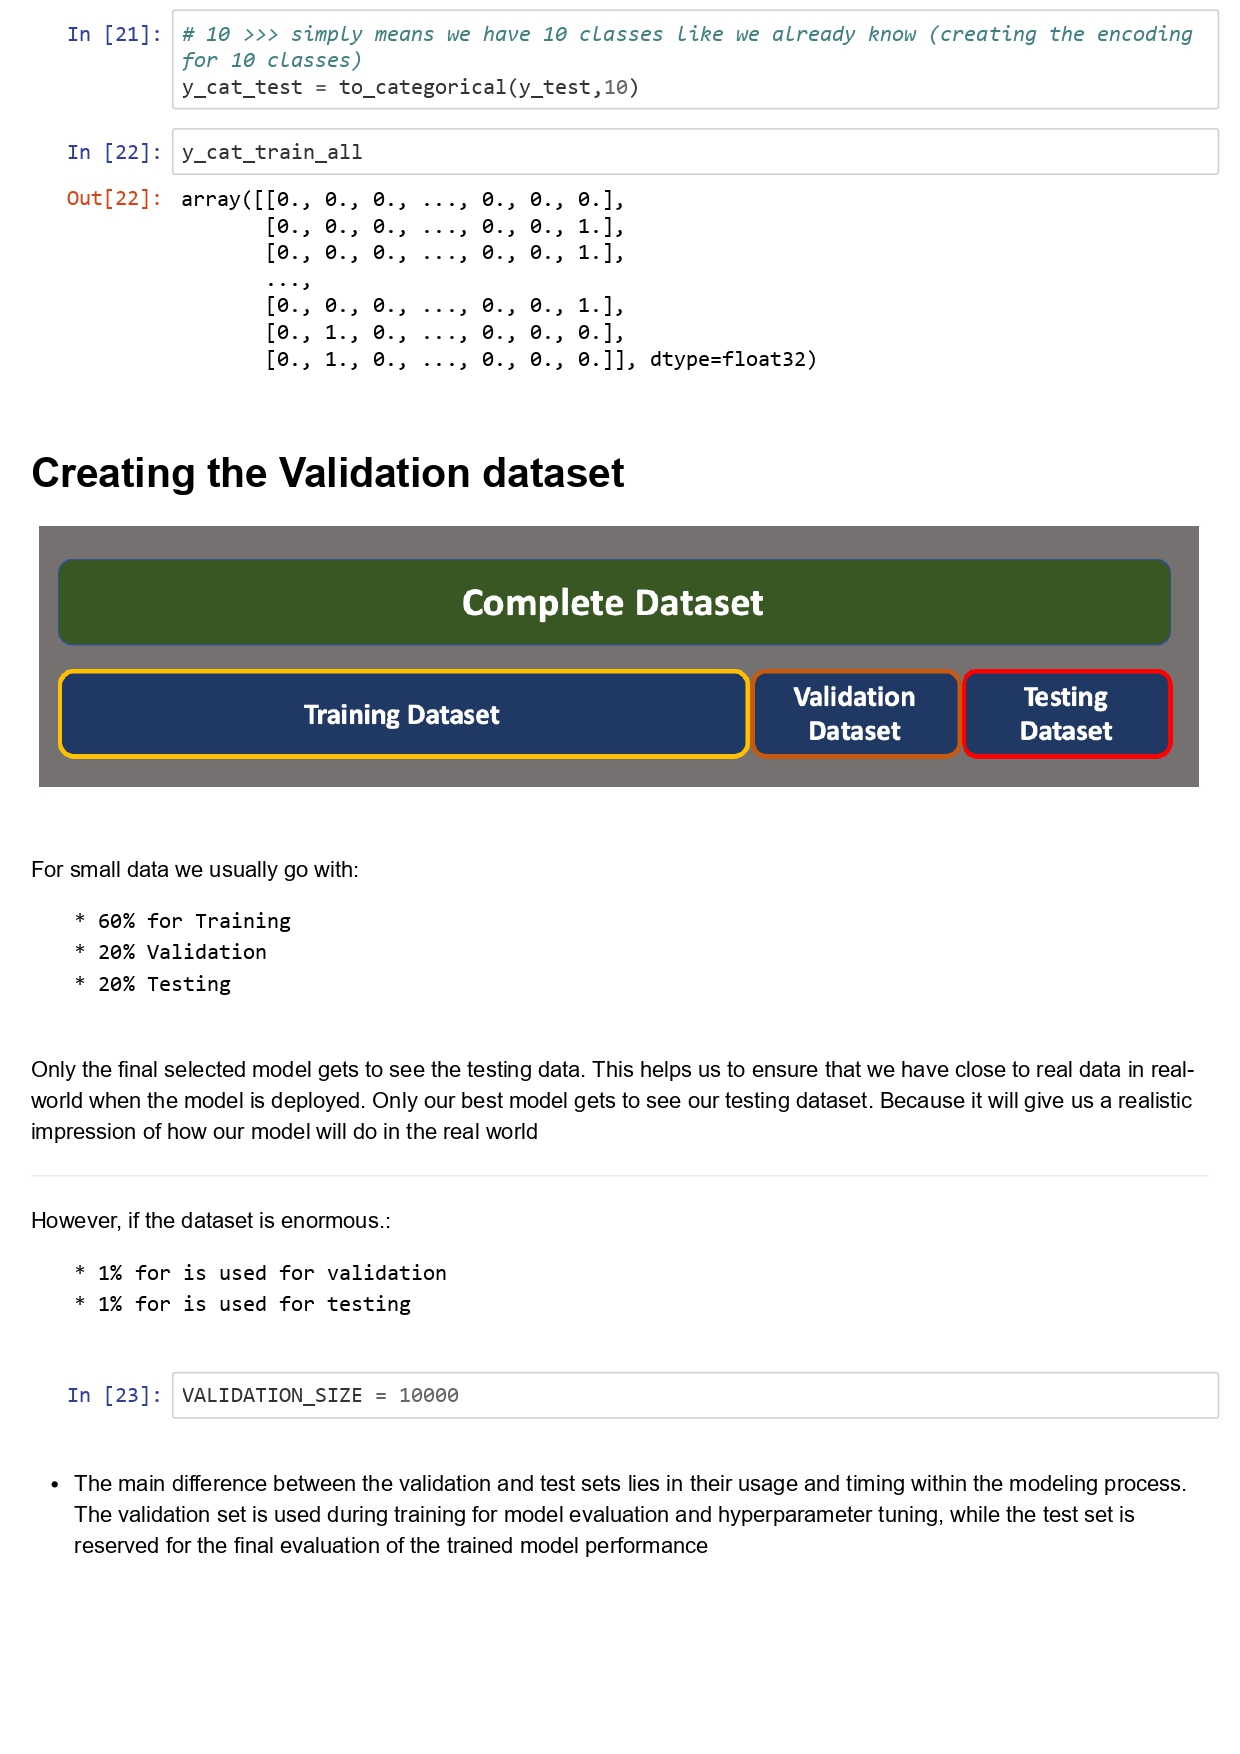 In [21]: # 10 >>> simply means we have 10 classes like we already know (creating the encoding
for 10 classes)
y_cat_test = to_categorical(y_test,10)
In [22]: y_cat_train_all
Out[22]: array([[0., 0., 0., ..., 0., 0., 0.],
[0., 0., 0., ..., 0., 0., 1.],
[0., 0., 0., ..., 0., 0., 1.],
...,
[0., 0., 0., ..., 0., 0., 1.],
[0., 1., 0., ..., 0., 0., 0.],
[0., 1., 0., ..., 0., 0., 0.]], dtype=float32)
Creating the Validation dataset
Complete Dataset
Training Dataset
Validation
Dataset
Testing
Dataset
For small data we usually go with:
* 60% for Training
* 20% Validation
* 20% Testing
Only the final selected model gets to see the testing data. This helps us to ensure that we have close to real data in real-
world when the model is deployed. Only our best model gets to see our testing dataset. Because it will give us a realistic
impression of how our model will do in the real world
However, if the dataset is enormous.:
* 1% for is used for validation
* 1% for is used for testing
In [23]: VALIDATION_SIZE = 10000
• The main difference between the validation and test sets lies in their usage and timing within the modeling process.
The validation set is used during training for model evaluation and hyperparameter tuning, while the test set is
reserved for the final evaluation of the trained model performance